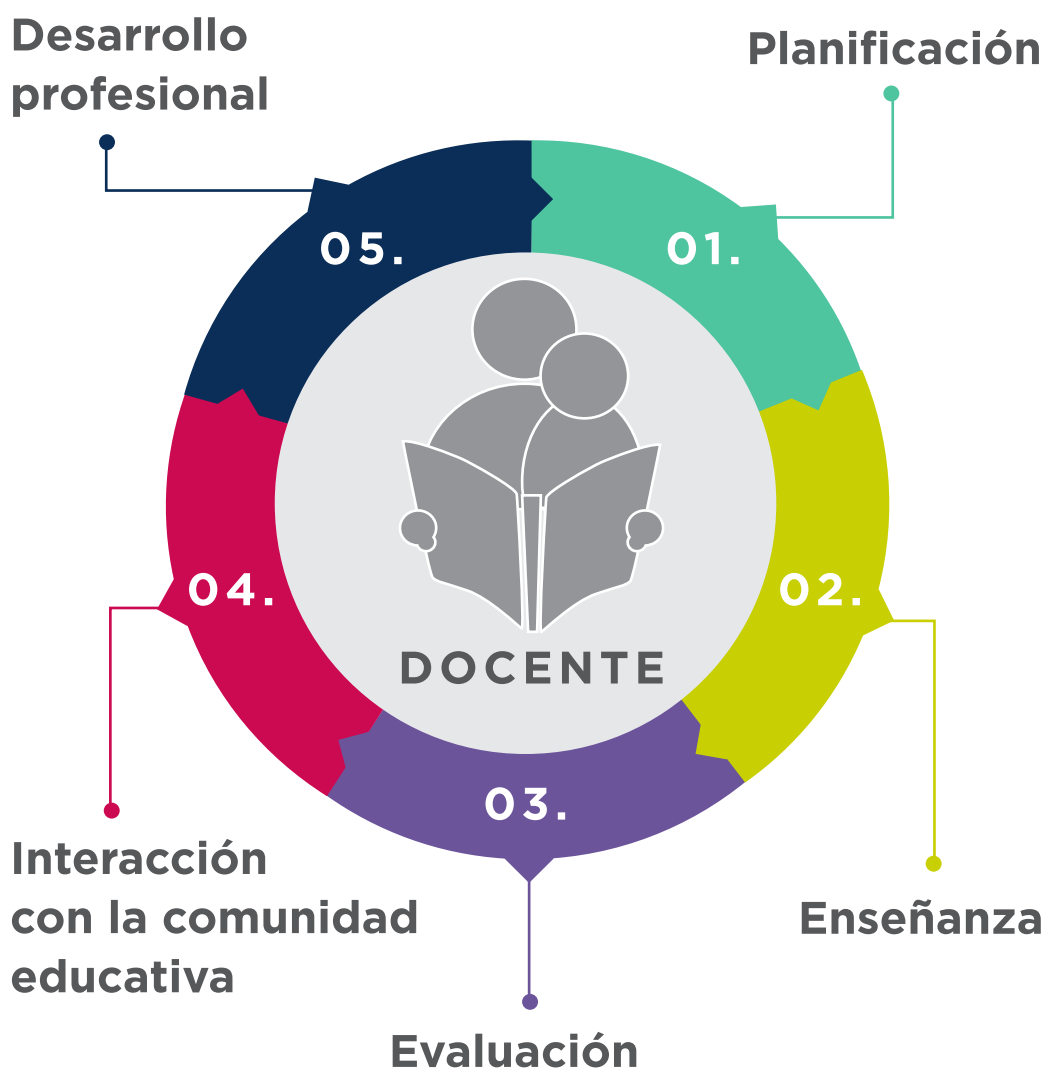 Desarrollo
profesional
Planificación
05.
01.
04.
02.
DOCENTE
03.
Interacción
con la comunidad
educativa
Enseñanza
Evaluación